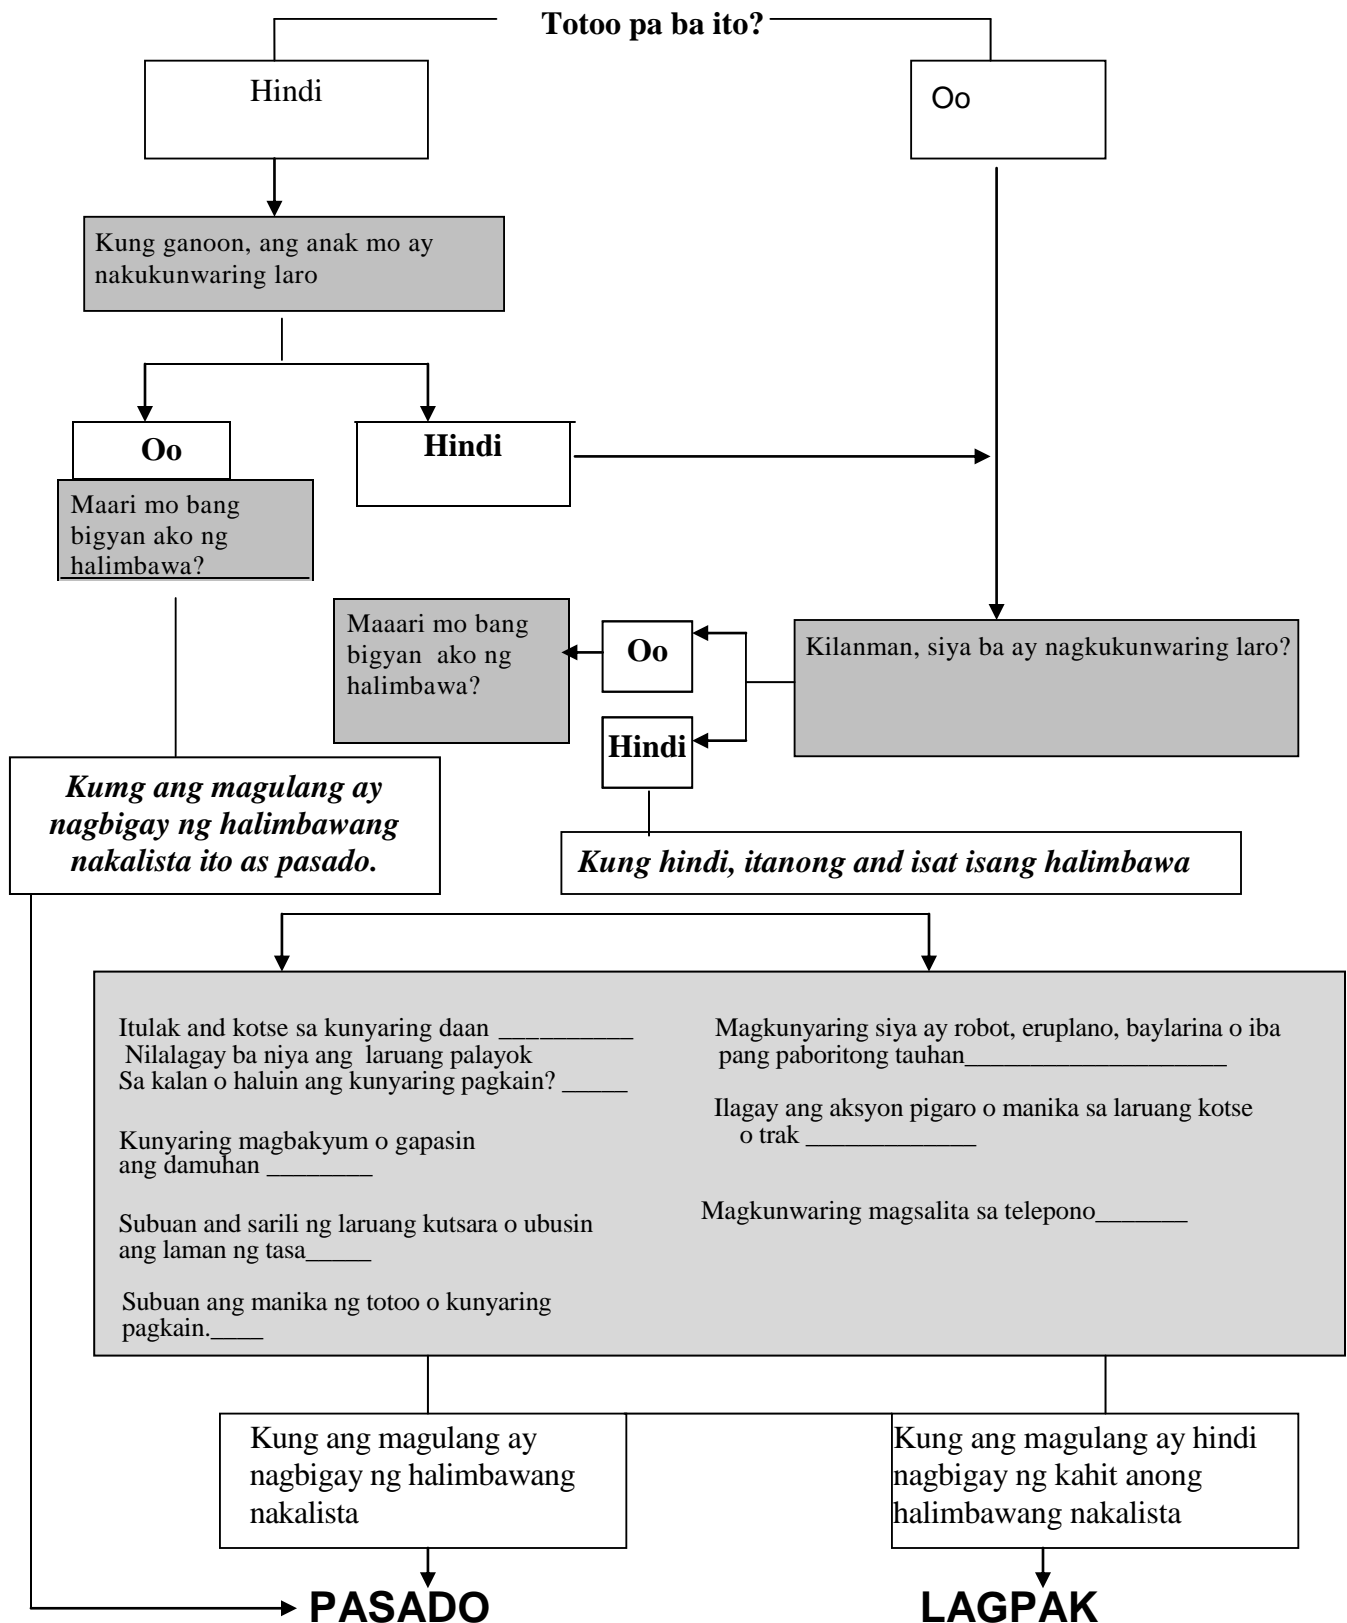 Totoo pa ba ito?
Hindi
Oo
Kung ganoon, ang anak mo ay
nakukunwaring laro
Oo
Hindi
Maari mo bang
bigyan ako ng
halimbawa?
Maaari mo bang
bigyan ako ng
halimbawa?
Oo
Hindi
Kilanman, siya ba ay nagkukunwaring laro?
Kumg ang magulang ay
nagbigay ng halimbawang
nakalista ito as pasado.
Kung hindi, itanong and isat isang halimbawa
Itulak and kotse sa kunyaring daan __________
Nilalagay ba niya ang laruang palayok
Sa kalan o haluin ang kunyaring pagkain? _____
Kunyaring magbakyum o gapasin
ang damuhan ________
Subuan and sarili ng laruang kutsara o ubusin
ang laman ng tasa_____
Subuan ang manika ng totoo o kunyaring
pagkain.____
Magkunyaring siya ay robot, eruplano, baylarina o iba
pang paboritong tauhan____________________
Ilagay ang aksyon pigaro o manika sa laruang kotse
o trak _____________
Magkunwaring magsalita sa telepono_______
Kung ang magulang ay
nagbigay ng halimbawang
nakalista
Kung ang magulang ay hindi
nagbigay ng kahit anong
halimbawang nakalista
PASADO
LAGPAK